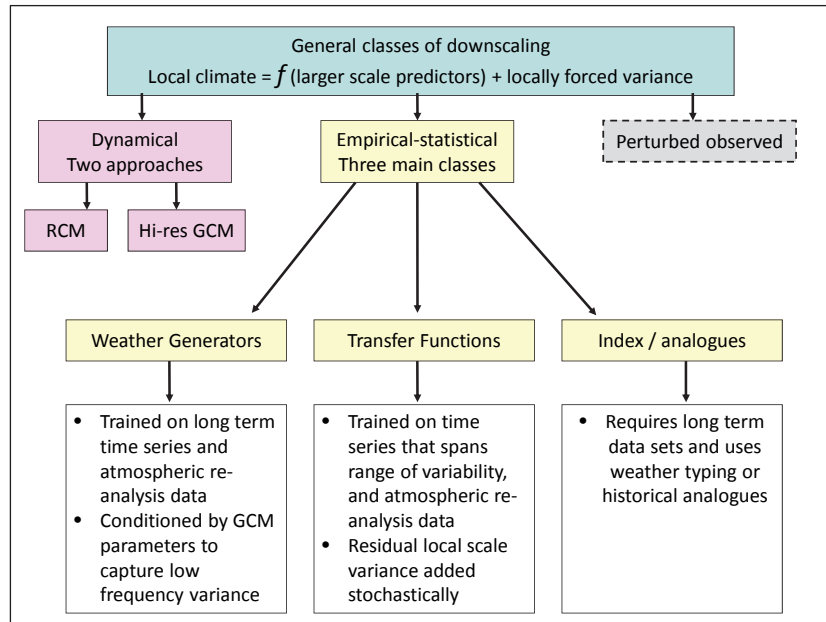 General classes of downscaling
Local climate = f (larger scale predictors) + locally forced variance
Dynamical
Two approaches
Empirical-statistical
Three main classes
Perturbed observed
RCM
Hi-res GCM
Weather Generators
Transfer Functions
Index / analogues
• Trained on long term
time series and
atmospheric re-
analysis data
• Conditioned by GCM
parameters to
capture low
frequency variance
• Trained on time
series that spans
range of variability,
and atmospheric re-
analysis data
• Residual local scale
variance added
stochastically
• Requires long term
data sets and uses
weather typing or
historical analogues